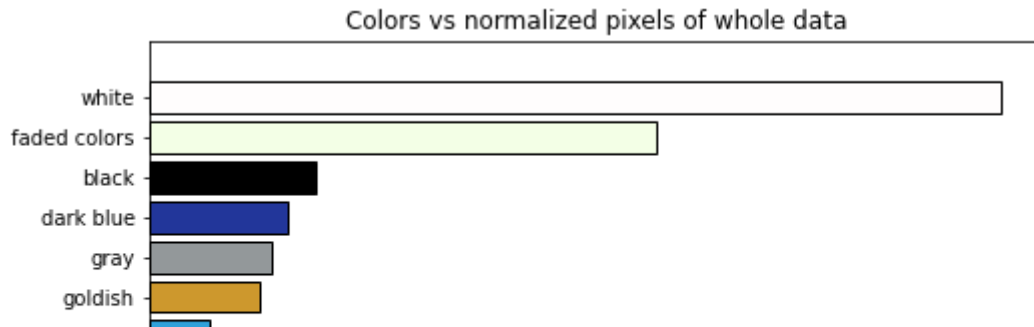 Colors vs normalized pixels of whole data
white
faded colors
black
dark blue
gray
goldish